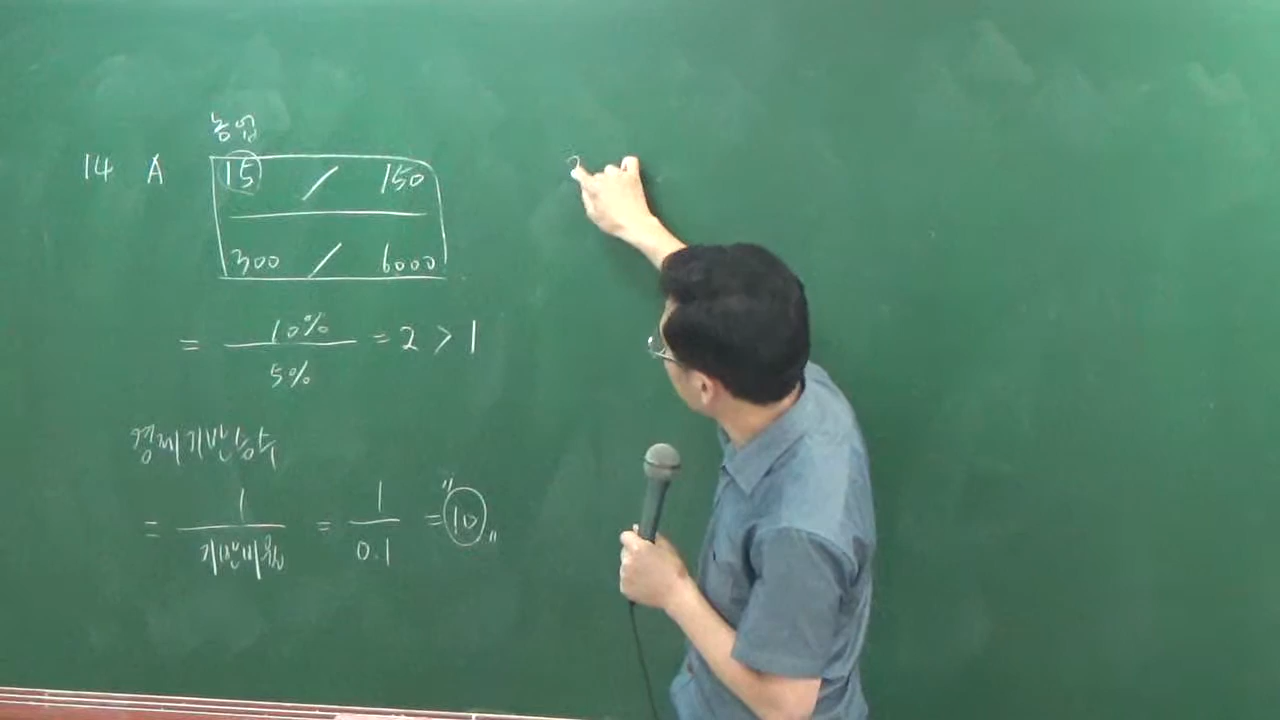 농업
14 A 15 / 150
300 / 6000
= 10% / 5% = 2 > 1
경제기반승수
= 1 / 기반비율 = 1 / 0.1 = "10"